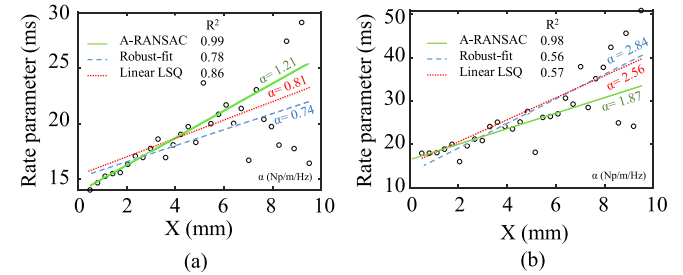 R²
A-RANSAC 0.99
Robust-fit 0.78
Linear LSQ 0.86
α= 1.21
α= 0.81
α= 0.74
α (Np/m/Hz)
Rate parameter (ms)
30
25
20
15
0 2 4 6 8 10
X (mm)
(a)
R²
A-RANSAC 0.98
Robust-fit 0.56
Linear LSQ 0.57
α= 2.84
α= 2.56
α= 1.87
α (Np/m/Hz)
Rate parameter (ms)
50
40
30
20
10
0 2 4 6 8 10
X (mm)
(b)